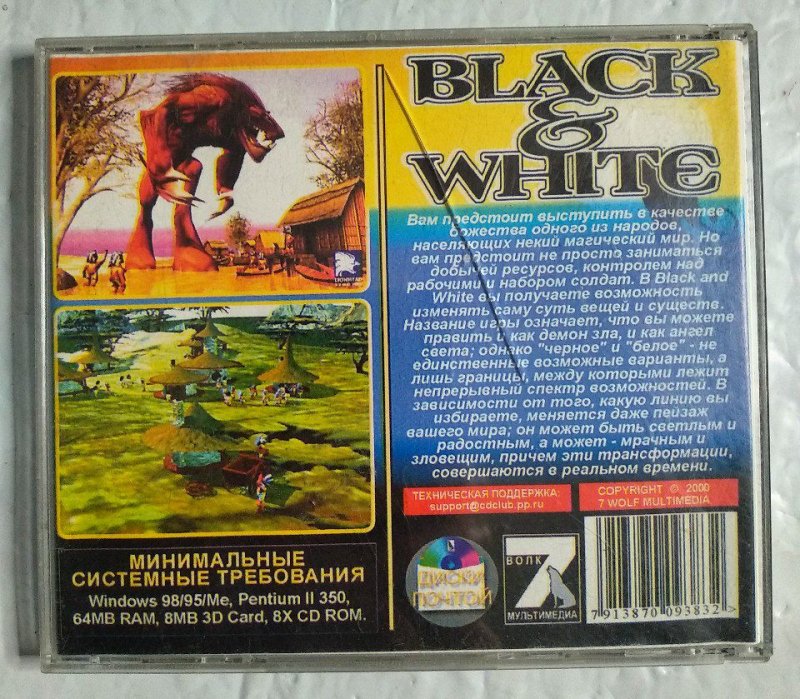 BLACK
&
WHITE
Вам предстоит выступить в качестве
божества одного из народов,
населяющих некий магический мир. Но
вам предстоит не просто заниматься
добычей ресурсов, контролем над
рабочими и набором солдат. В Black and
White вы получаете возможность
изменять саму суть вещей и существ.
Название игры означает, что вы можете
править и как демон зла, и как ангел
света; однако "черное" и "белое" - не
единственные возможные варианты, а
лишь границы, между которыми лежит
непрерывный спектр возможностей. В
зависимости от того, какую линию вы
избираете, меняется даже пейзаж
вашего мира; он может быть светлым и
радостным, а может - мрачным и
зловещим, причем эти трансформации,
совершаются в реальном времени.
LIONHEAD
ТЕХНИЧЕСКАЯ ПОДДЕРЖКА:
support@cdclub.pp.ru
COPYRIGHT © 2000
7 WOLF MULTIMEDIA
МИНИМАЛЬНЫЕ
СИСТЕМНЫЕ ТРЕБОВАНИЯ
Windows 98/95/Me, Pentium II 350,
64MB RAM, 8MB 3D Card, 8X CD ROM.
ДИСКИ
ПОЧТОЙ
ВОЛК
7
МУЛЬТИМЕДИА
7913870093832>